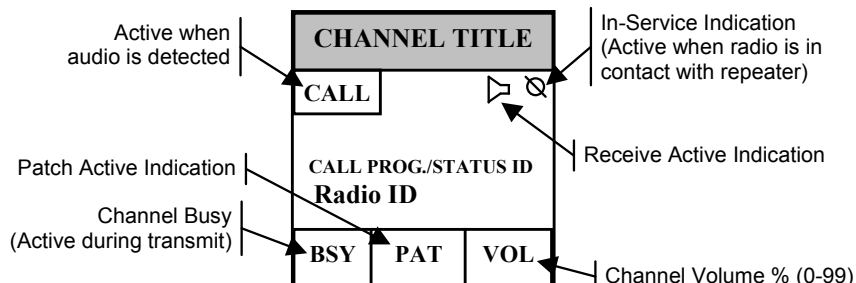 Active when
audio is detected
CHANNEL TITLE
In-Service Indication
(Active when radio is in
contact with repeater)
CALL
Receive Active Indication
Patch Active Indication
CALL PROG./STATUS ID
Radio ID
Channel Busy
(Active during transmit)
BSY
PAT
VOL
Channel Volume % (0-99)